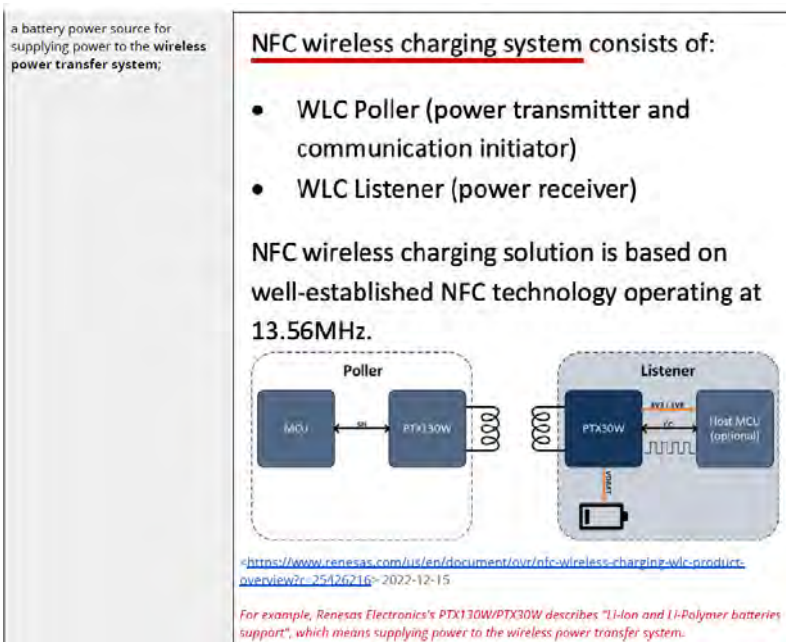 a battery power source for
supplying power to the wireless
power transfer system;
NFC wireless charging system consists of:
• WLC Poller (power transmitter and
communication initiator)
• WLC Listener (power receiver)
NFC wireless charging solution is based on
well-established NFC technology operating at
13.56MHz.
Poller
MCU
SPI
PTX130W
Listener
PTX30W
I²C
Host MCU
(optional)
VDBAT
<https://www.renesas.com/us/en/document/ovr/nfc-wireless-charging-wlc-product-
overview?r=25426216> 2022-12-15
For example, Renesas Electronics's PTX130W/PTX30W describes "Li-Ion and Li-Polymer batteries
support", which means supplying power to the wireless power transfer system.